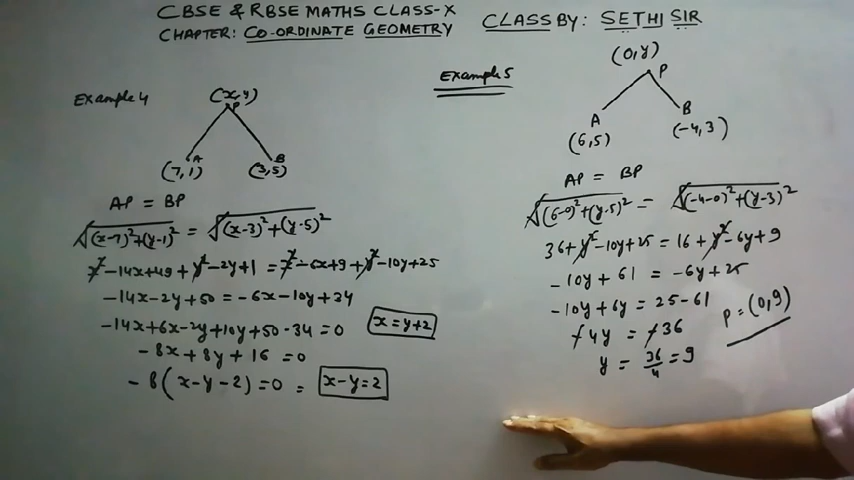 CBSE & RBSE MATHS CLASS-X
CLASS BY: SETHI SIR
CHAPTER: CO-ORDINATE GEOMETRY
Example 4
(x,y)
P
A
B
(7,1)
(3,5)
AP = BP
√(x-7)²+(y-1)² = √(x-3)²+(y-5)²
x²-14x+49+y²-2y+1 = x²-6x+9+y²-10y+25
-14x-2y+50 = -6x-10y+34
-14x+6x-2y+10y+50-34=0
x=y+2
-8x+8y+16=0
-8(x-y-2)=0 = x-y=2
Example 5
(0,y)
P
A
B
(6,5)
(-4,3)
AP = BP
√(6-0)²+(y-5)² = √(-4-0)²+(y-3)²
36+y²-10y+25 = 16+y²-6y+9
-10y+61 = -6y+25
-10y+6y = 25-61
-4y = -36
y = 36/4 = 9
P = (0,9)